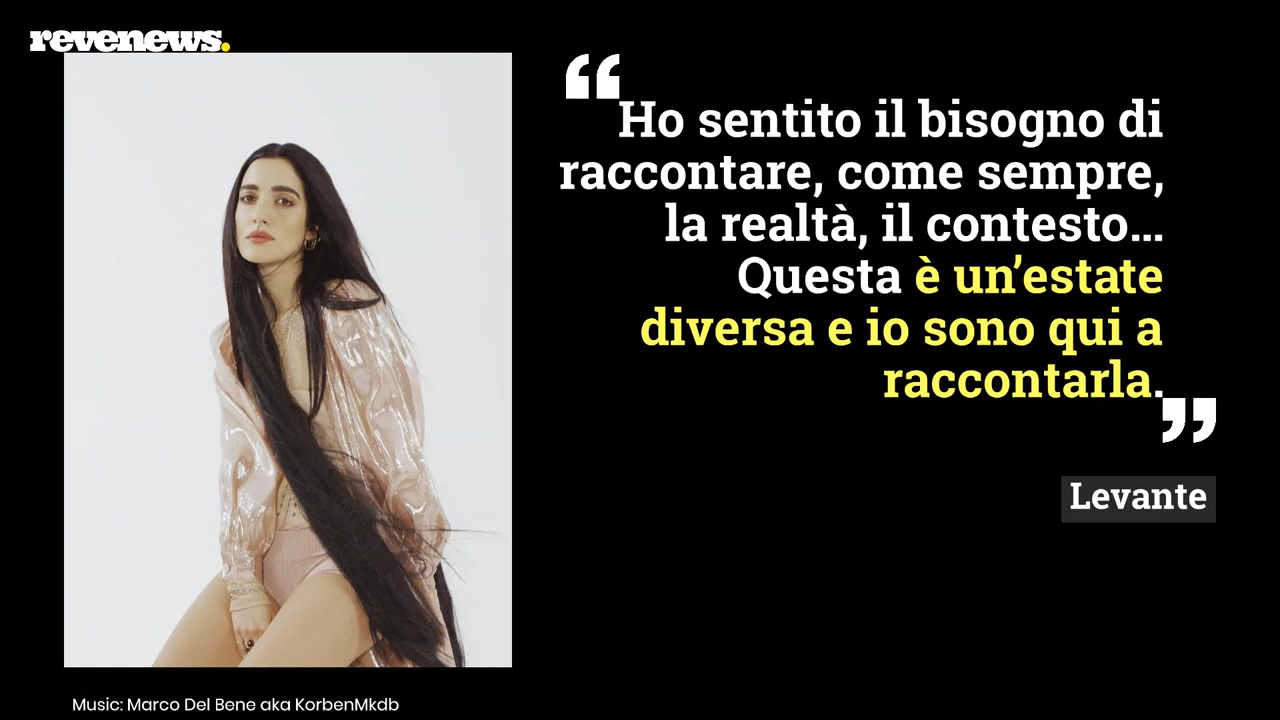 revenews.
“Ho sentito il bisogno di
raccontare, come sempre,
la realtà, il contesto...
Questa è un’estate
diversa e io sono qui a
raccontarla.”
Levante
Music: Marco Del Bene aka KorbenMkdb